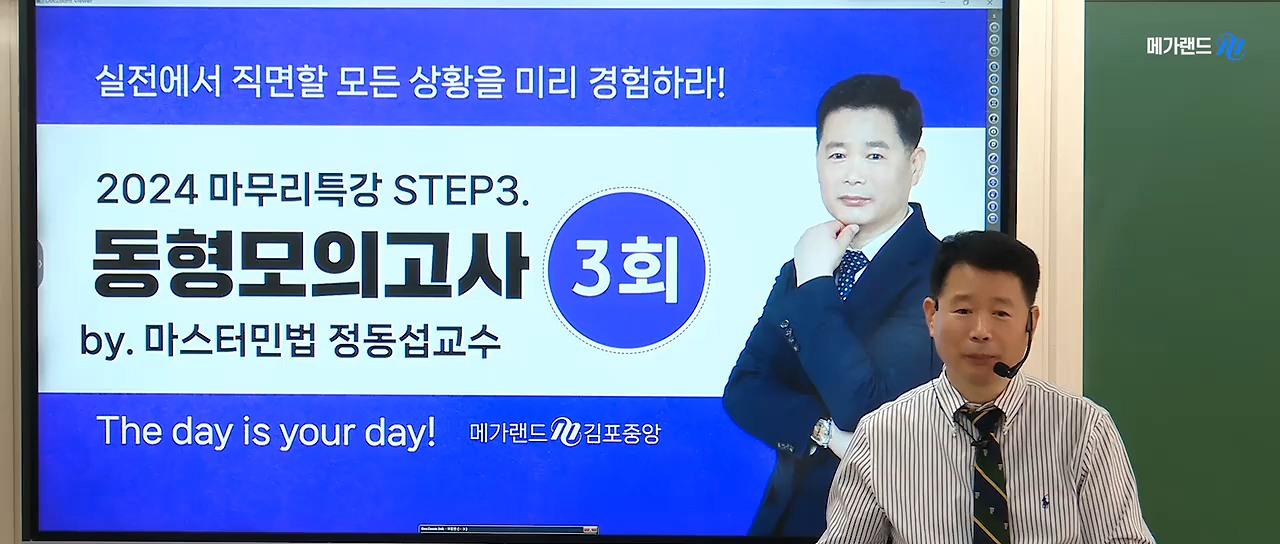 실전에서 직면할 모든 상황을 미리 경험하라!
메가랜드
2024 마무리특강 STEP3.
동형모의고사
3회
by. 마스터민법 정동섭교수
The day is your day!
메가랜드 김포중앙